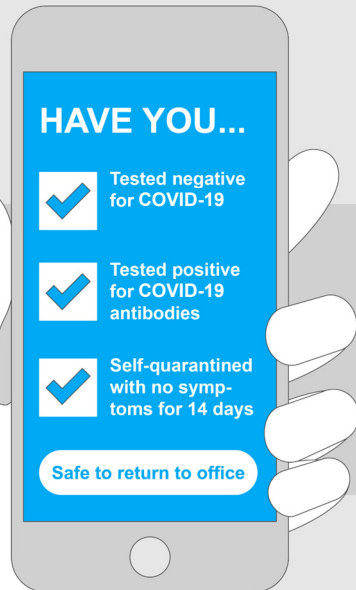 HAVE YOU...
Tested negative
for COVID-19
Tested positive
for COVID-19
antibodies
Self-quarantined
with no symp-
toms for 14 days
Safe to return to office